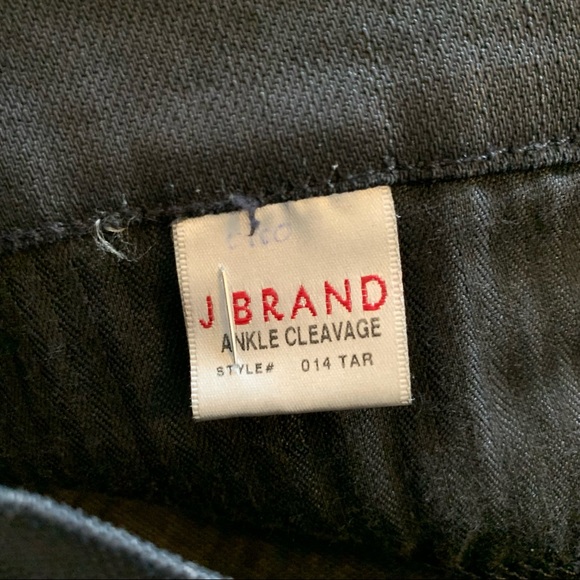 J BRAND
ANKLE CLEAVAGE
STYLE# 014 TAR